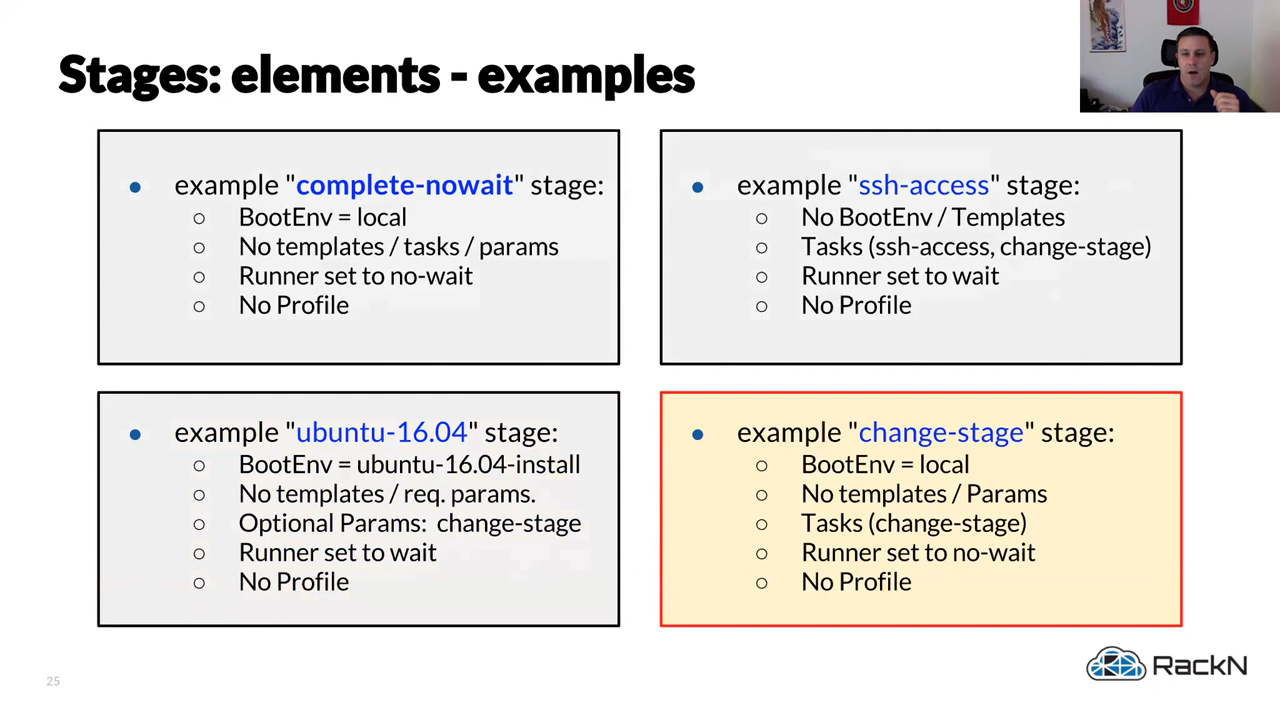 Stages: elements - examples
● example "complete-nowait" stage:
○ BootEnv = local
○ No templates / tasks / params
○ Runner set to no-wait
○ No Profile
● example "ssh-access" stage:
○ No BootEnv / Templates
○ Tasks (ssh-access, change-stage)
○ Runner set to wait
○ No Profile
● example "ubuntu-16.04" stage:
○ BootEnv = ubuntu-16.04-install
○ No templates / req. params.
○ Optional Params: change-stage
○ Runner set to wait
○ No Profile
● example "change-stage" stage:
○ BootEnv = local
○ No templates / Params
○ Tasks (change-stage)
○ Runner set to no-wait
○ No Profile
25
RackN